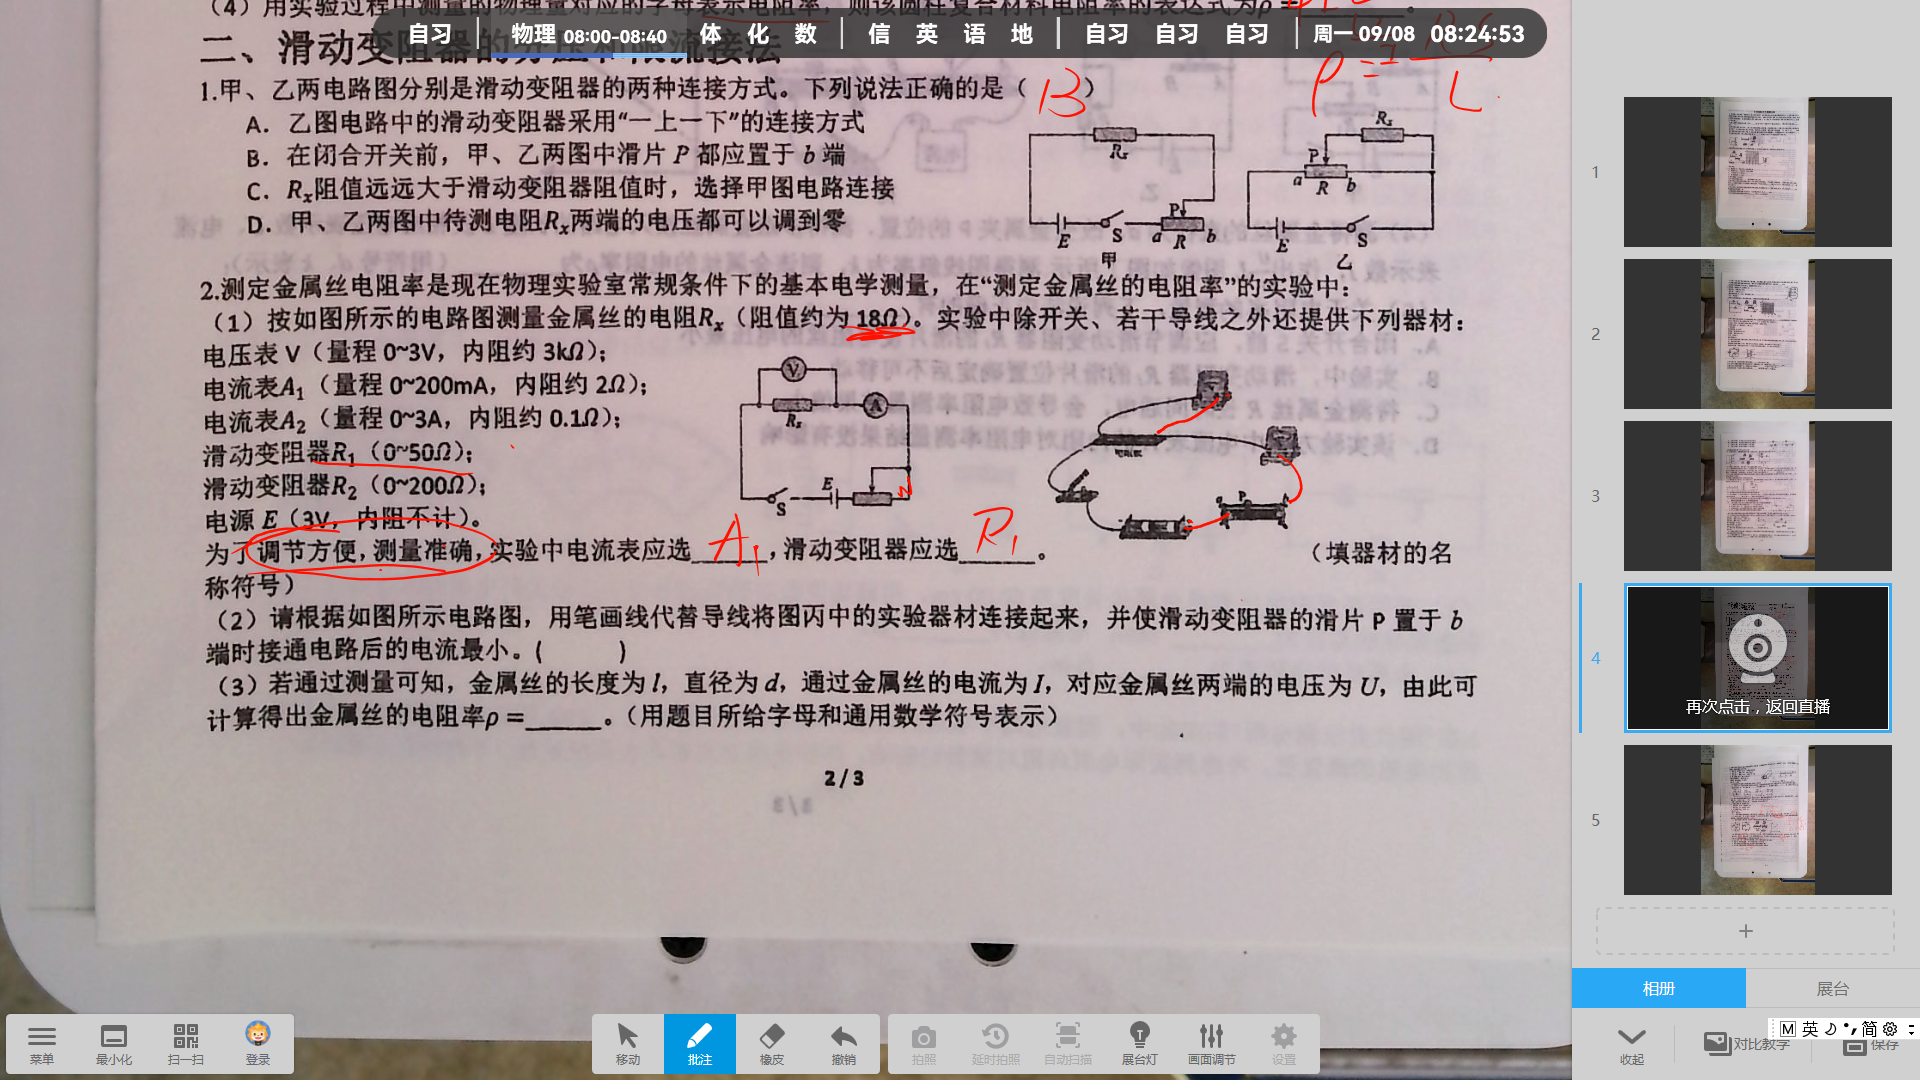 (4)用实验过程中测量的物理量对应的字母表示电阻率，则该圆柱复合材料电阻率的表达式为ρ=
自习 物理 08:00-08:40 体 化 数 信 英 语 地 自习 自习 自习 周一 09/08 08:24:53
二、滑动变阻器的分压和限流接法
1.甲、乙两电路图分别是滑动变阻器的两种连接方式。下列说法正确的是（ B ）
A．乙图电路中的滑动变阻器采用“一上一下”的连接方式
B．在闭合开关前，甲、乙两图中滑片 P 都应置于 b 端
C．Rx阻值远远大于滑动变阻器阻值时，选择甲图电路连接
D．甲、乙两图中待测电阻Rx两端的电压都可以调到零
Rx
E S a P R b
甲
Rx
P a R b
E S
乙
ρ = L
2.测定金属丝电阻率是现在物理实验室常规条件下的基本电学测量，在“测定金属丝的电阻率”的实验中：
（1）按如图所示的电路图测量金属丝的电阻Rx（阻值约为 18Ω）。实验中除开关、若干导线之外还提供下列器材：
电压表 V（量程 0~3V，内阻约 3kΩ）；
电流表A1（量程 0~200mA，内阻约 2Ω）；
电流表A2（量程 0~3A，内阻约 0.1Ω）；
滑动变阻器R1（0~50Ω）；
滑动变阻器R2（0~200Ω）；
电源 E（3V，内阻不计）。
V
Rx A
S E
a P b
为了调节方便，测量准确，实验中电流表应选 A1 ，滑动变阻器应选 R1 。（填器材的名
称符号）
（2）请根据如图所示电路图，用笔画线代替导线将图丙中的实验器材连接起来，并使滑动变阻器的滑片 P 置于 b
端时接通电路后的电流最小。( )
（3）若通过测量可知，金属丝的长度为 l，直径为 d，通过金属丝的电流为 I，对应金属丝两端的电压为 U，由此可
计算得出金属丝的电阻率ρ =______。（用题目所给字母和通用数学符号表示）
2 / 3
1
2
3
4
再次点击，返回直播
5
+
相册 展台
M 英 简
菜单 最小化 扫一扫 登录 移动 批注 橡皮 撤销 拍照 延时拍照 自动扫描 展台灯 画面调节 设置 收起 对比教学 保存